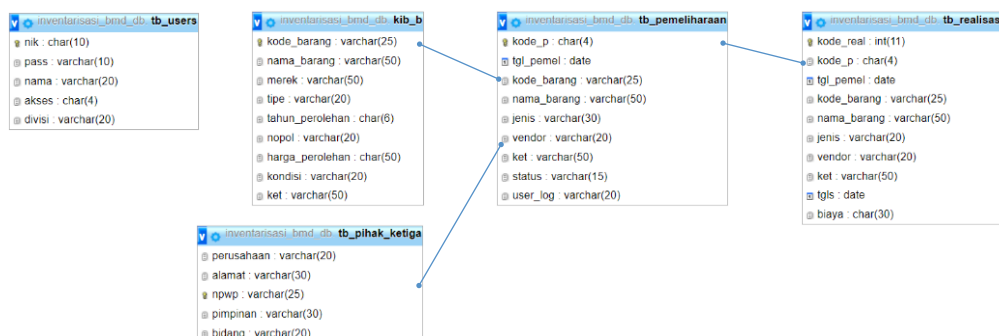 inventarisasi_bmd_db tb_users
nik : char(10)
pass : varchar(10)
nama : varchar(20)
akses : char(4)
divisi : varchar(20)
inventarisasi_bmd_db kib_b
kode_barang : varchar(25)
nama_barang : varchar(50)
merek : varchar(50)
tipe : varchar(20)
tahun_perolehan : char(6)
nopol : varchar(20)
harga_perolehan : char(50)
kondisi : varchar(20)
ket : varchar(50)
inventarisasi_bmd_db tb_pemeliharaan
kode_p : char(4)
tgl_pemel : date
kode_barang : varchar(25)
nama_barang : varchar(50)
jenis : varchar(30)
vendor : varchar(20)
ket : varchar(50)
status : varchar(15)
user_log : varchar(20)
inventarisasi_bmd_db tb_realisas
kode_real : int(11)
kode_p : char(4)
tgl_pemel : date
kode_barang : varchar(25)
nama_barang : varchar(50)
jenis : varchar(20)
vendor : varchar(20)
ket : varchar(50)
tgls : date
biaya : char(30)
inventarisasi_bmd_db tb_pihak_ketiga
perusahaan : varchar(20)
alamat : varchar(30)
npwp : varchar(25)
pimpinan : varchar(30)
bidang : varchar(20)